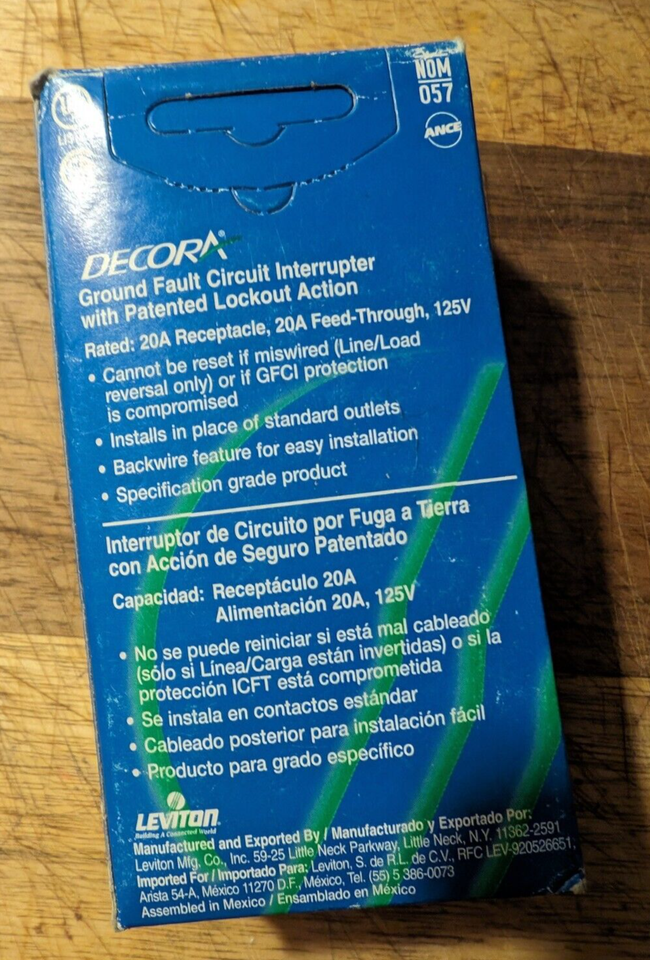 NOM
057
ANCE
DECORA®
Ground Fault Circuit Interrupter
with Patented Lockout Action
Rated: 20A Receptacle, 20A Feed-Through, 125V
• Cannot be reset if miswired (Line/Load
reversal only) or if GFCI protection
is compromised
• Installs in place of standard outlets
• Backwire feature for easy installation
• Specification grade product
Interruptor de Circuito por Fuga a Tierra
con Acción de Seguro Patentado
Capacidad: Receptáculo 20A
Alimentación 20A, 125V
• No se puede reiniciar si está mal cableado
(sólo si Línea/Carga están invertidas) o si la
protección ICFT está comprometida
• Se instala en contactos estándar
• Cableado posterior para instalación fácil
• Producto para grado específico
LEVITON
Building a Connected World
Manufactured and Exported By / Manufacturado y Exportado Por:
Leviton Mfg. Co., Inc. 59-25 Little Neck Parkway, Little Neck, N.Y. 11362-2591
Imported For / Importado Para: Leviton, S. de R.L. de C.V., RFC LEV-920526651,
Arista 54-A, México 11270 D.F., México, Tel. (55) 5 386-0073
Assembled in Mexico / Ensamblado en México